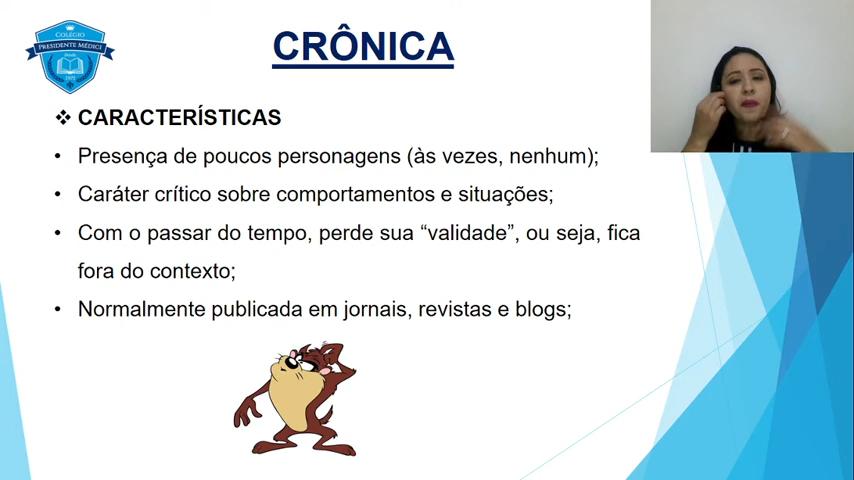 COLÉGIO
PRESIDENTE MÉDICI
CRÔNICA
❖ CARACTERÍSTICAS
• Presença de poucos personagens (às vezes, nenhum);
• Caráter crítico sobre comportamentos e situações;
• Com o passar do tempo, perde sua “validade”, ou seja, fica
fora do contexto;
• Normalmente publicada em jornais, revistas e blogs;